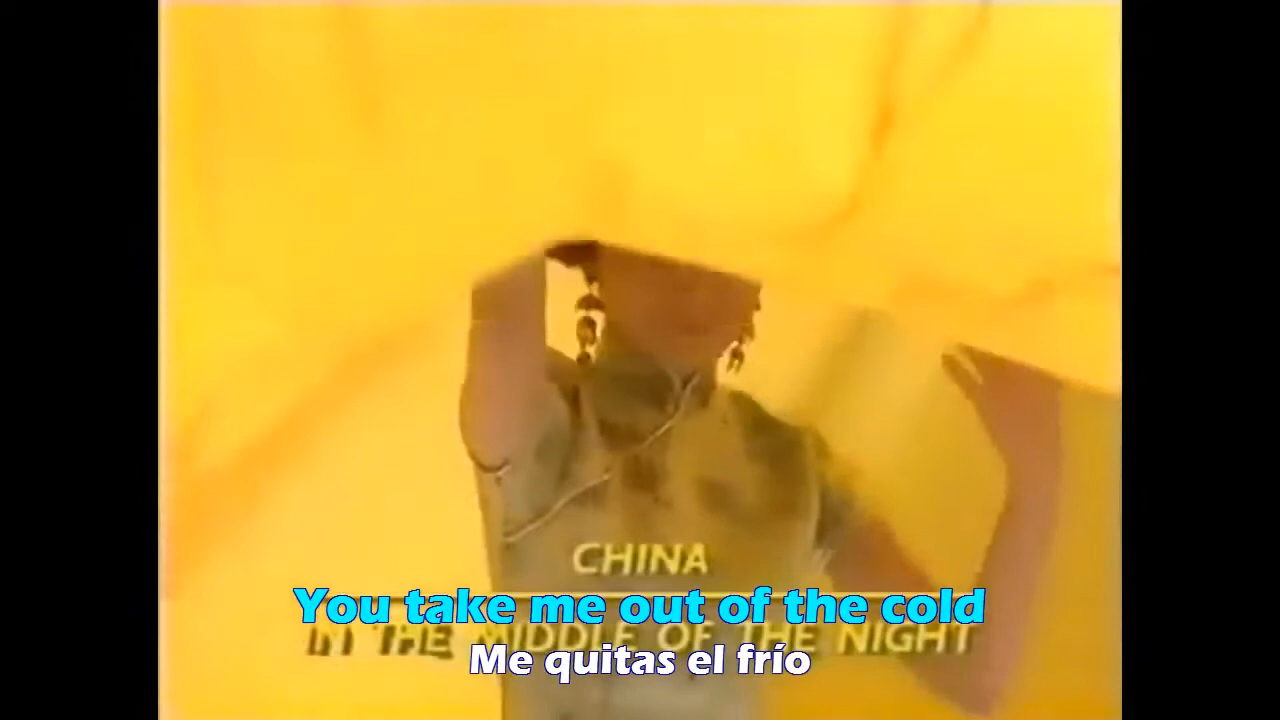 CHINA
You take me out of the cold
IN THE MIDDLE OF THE NIGHT
Me quitas el frío